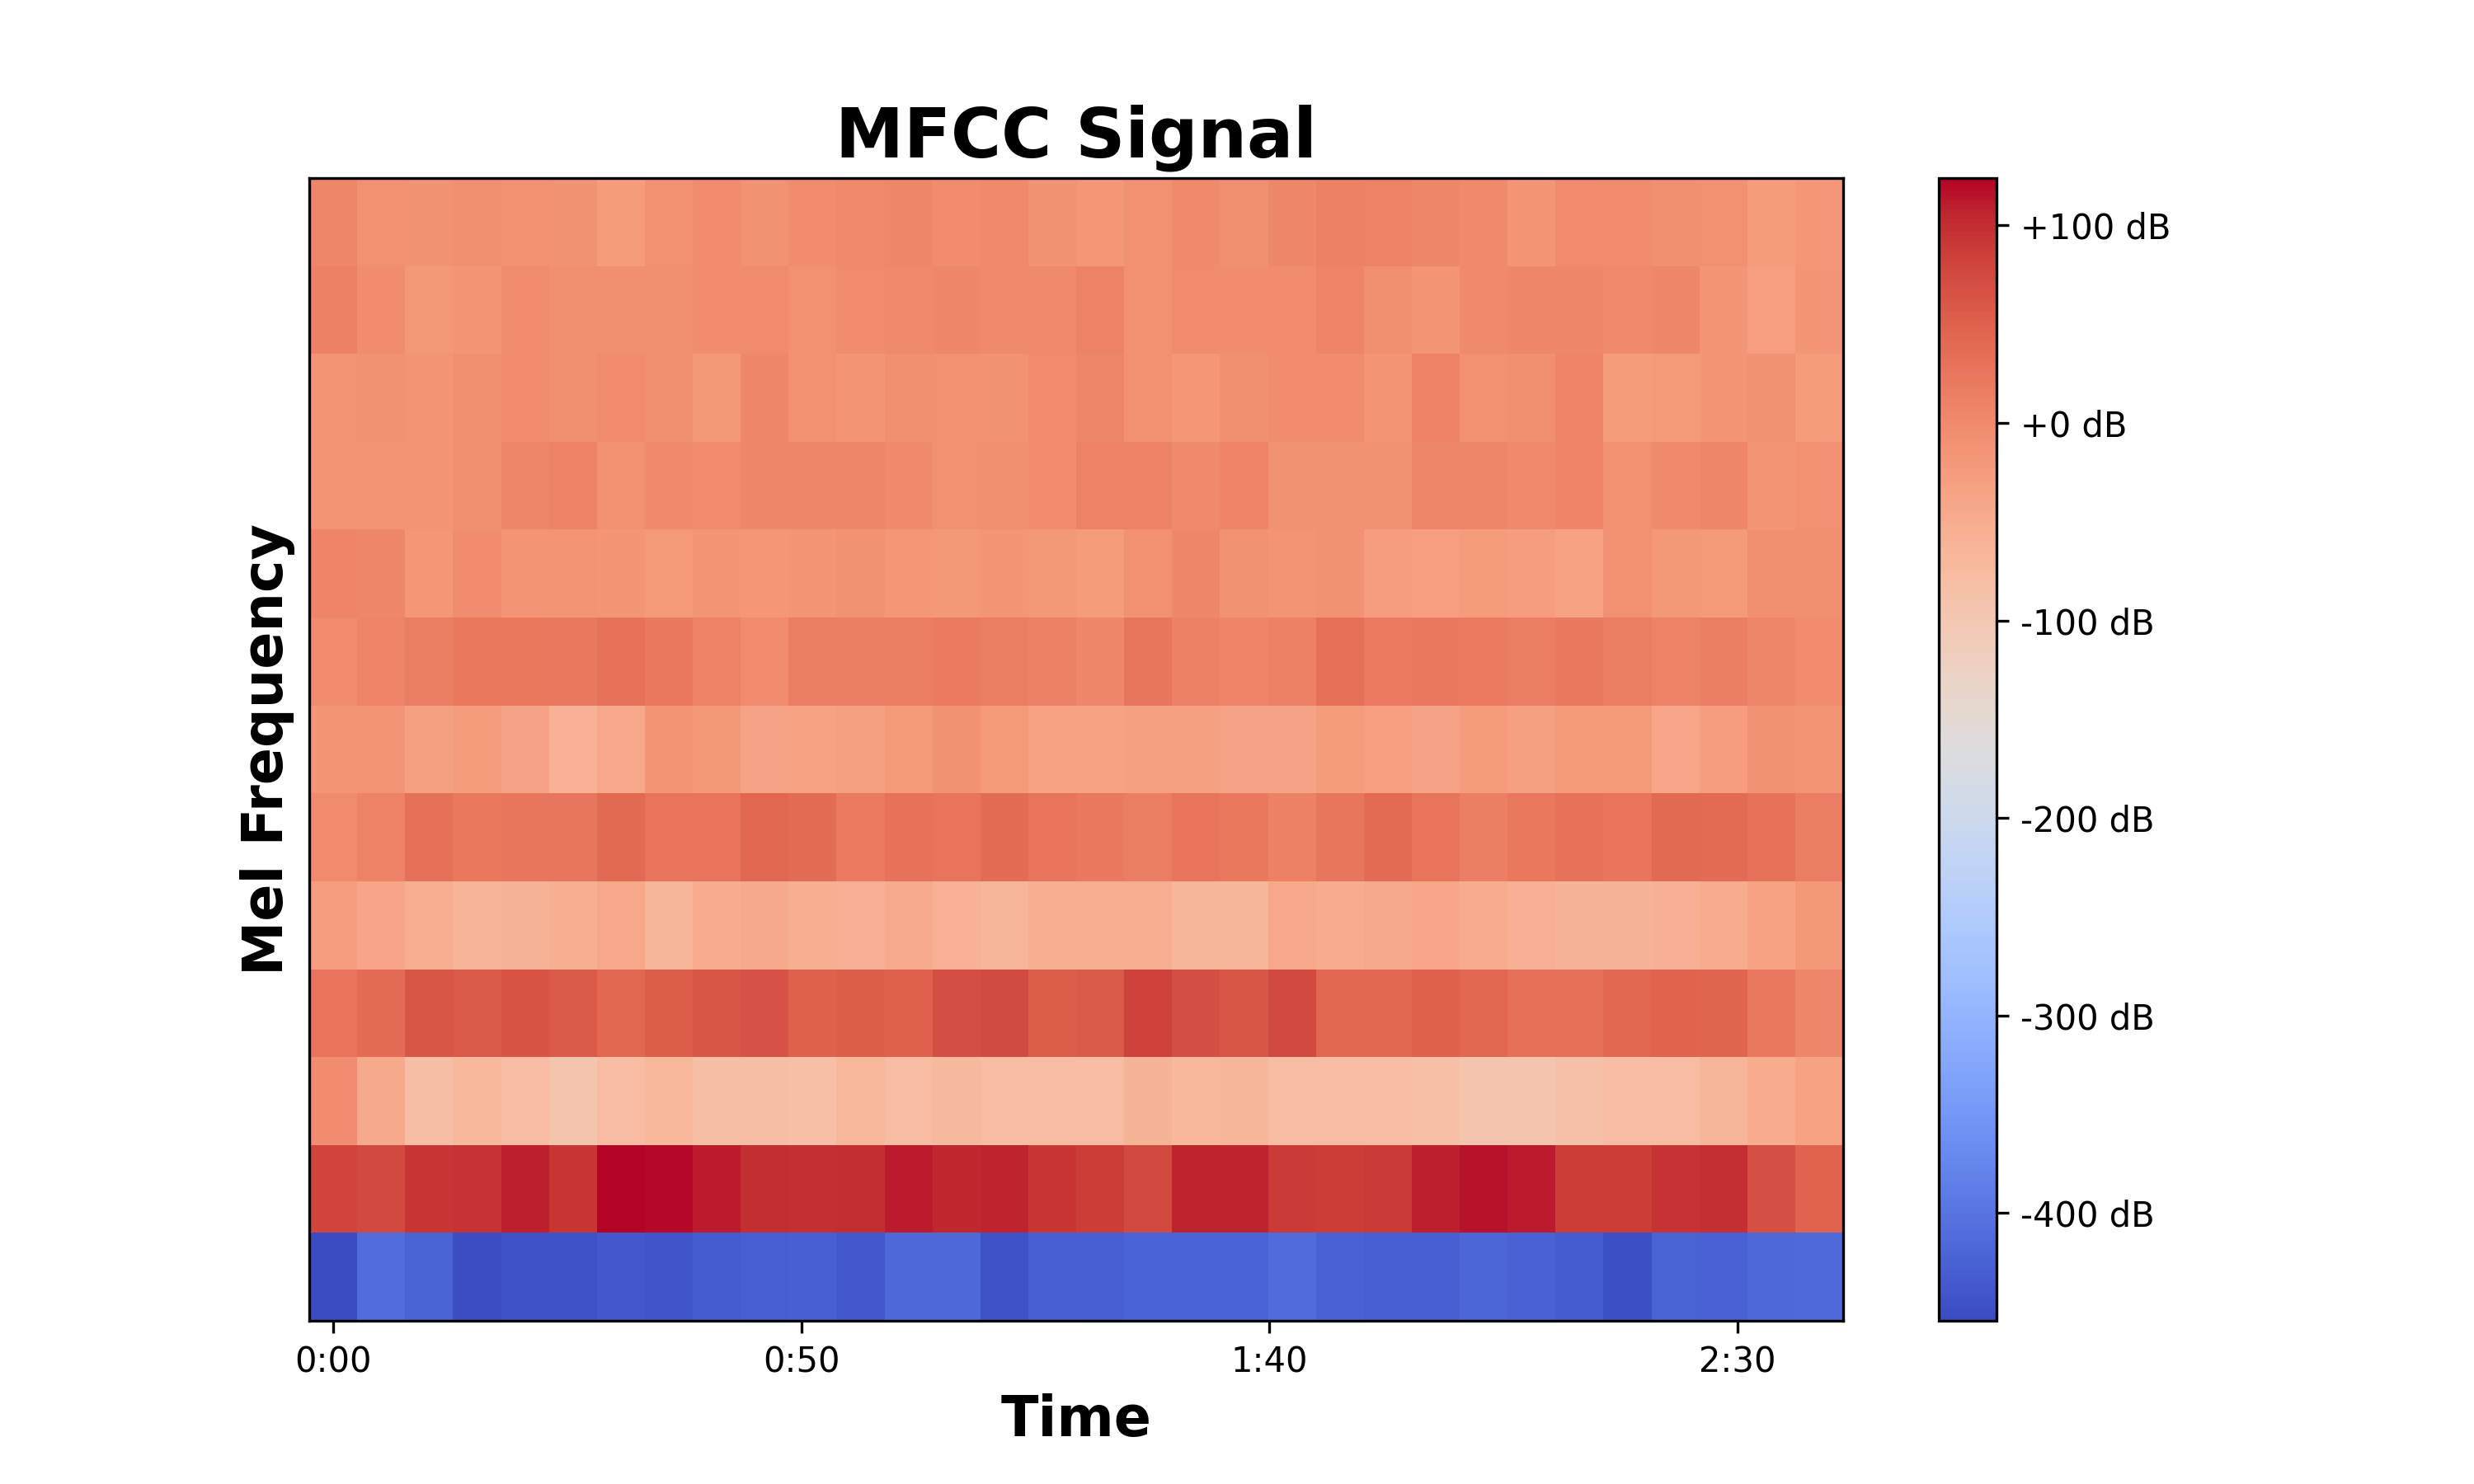 MFCC Signal
Mel Frequency
+100 dB
+0 dB
-100 dB
-200 dB
-300 dB
-400 dB
0:00
0:50
1:40
2:30
Time